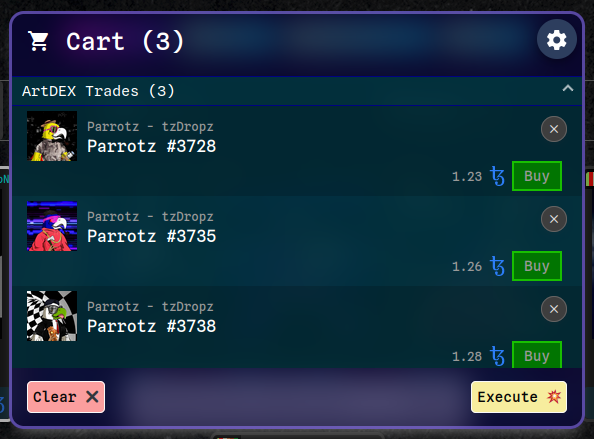 Cart (3)
ArtDEX Trades (3)
Parrotz - tzDropz
Parrotz #3728
1.23 ꜩ Buy
Parrotz - tzDropz
Parrotz #3735
1.26 ꜩ Buy
Parrotz - tzDropz
Parrotz #3738
1.28 ꜩ Buy
Clear
Execute